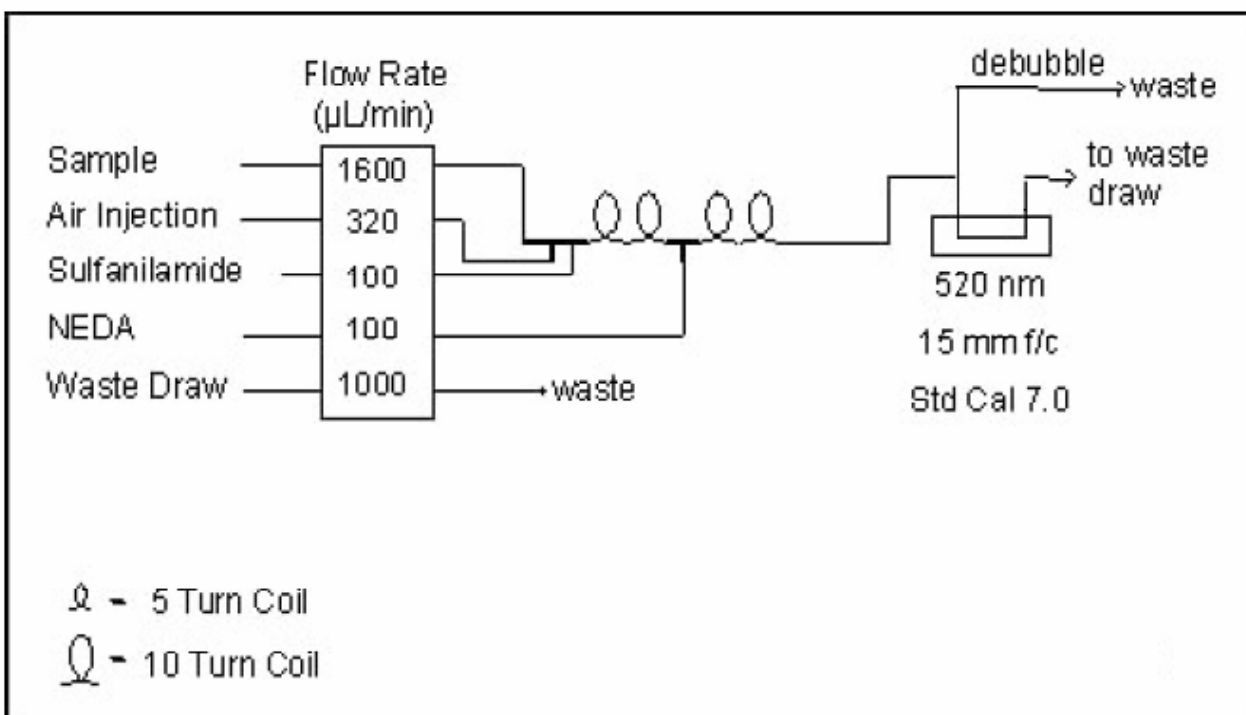 Flow Rate
(µL/min)
Sample
1600
Air Injection
320
Sulfanilamide
100
NEDA
100
Waste Draw
1000
waste
debubble
waste
to waste
draw
520 nm
15 mm f/c
Std Cal 7.0
- 5 Turn Coil
- 10 Turn Coil